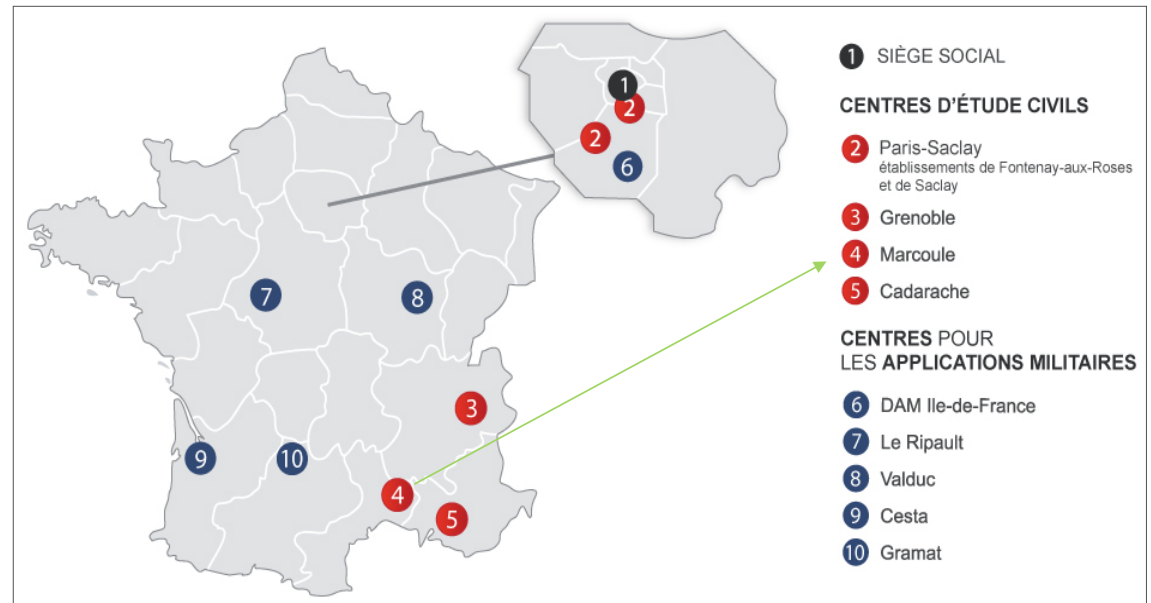 1
2
2
6
7
8
3
9
10
4
5
1 SIÈGE SOCIAL
CENTRES D'ÉTUDE CIVILS
2 Paris-Saclay
établissements de Fontenay-aux-Roses
et de Saclay
3 Grenoble
4 Marcoule
5 Cadarache
CENTRES POUR
LES APPLICATIONS MILITAIRES
6 DAM Ile-de-France
7 Le Ripault
8 Valduc
9 Cesta
10 Gramat